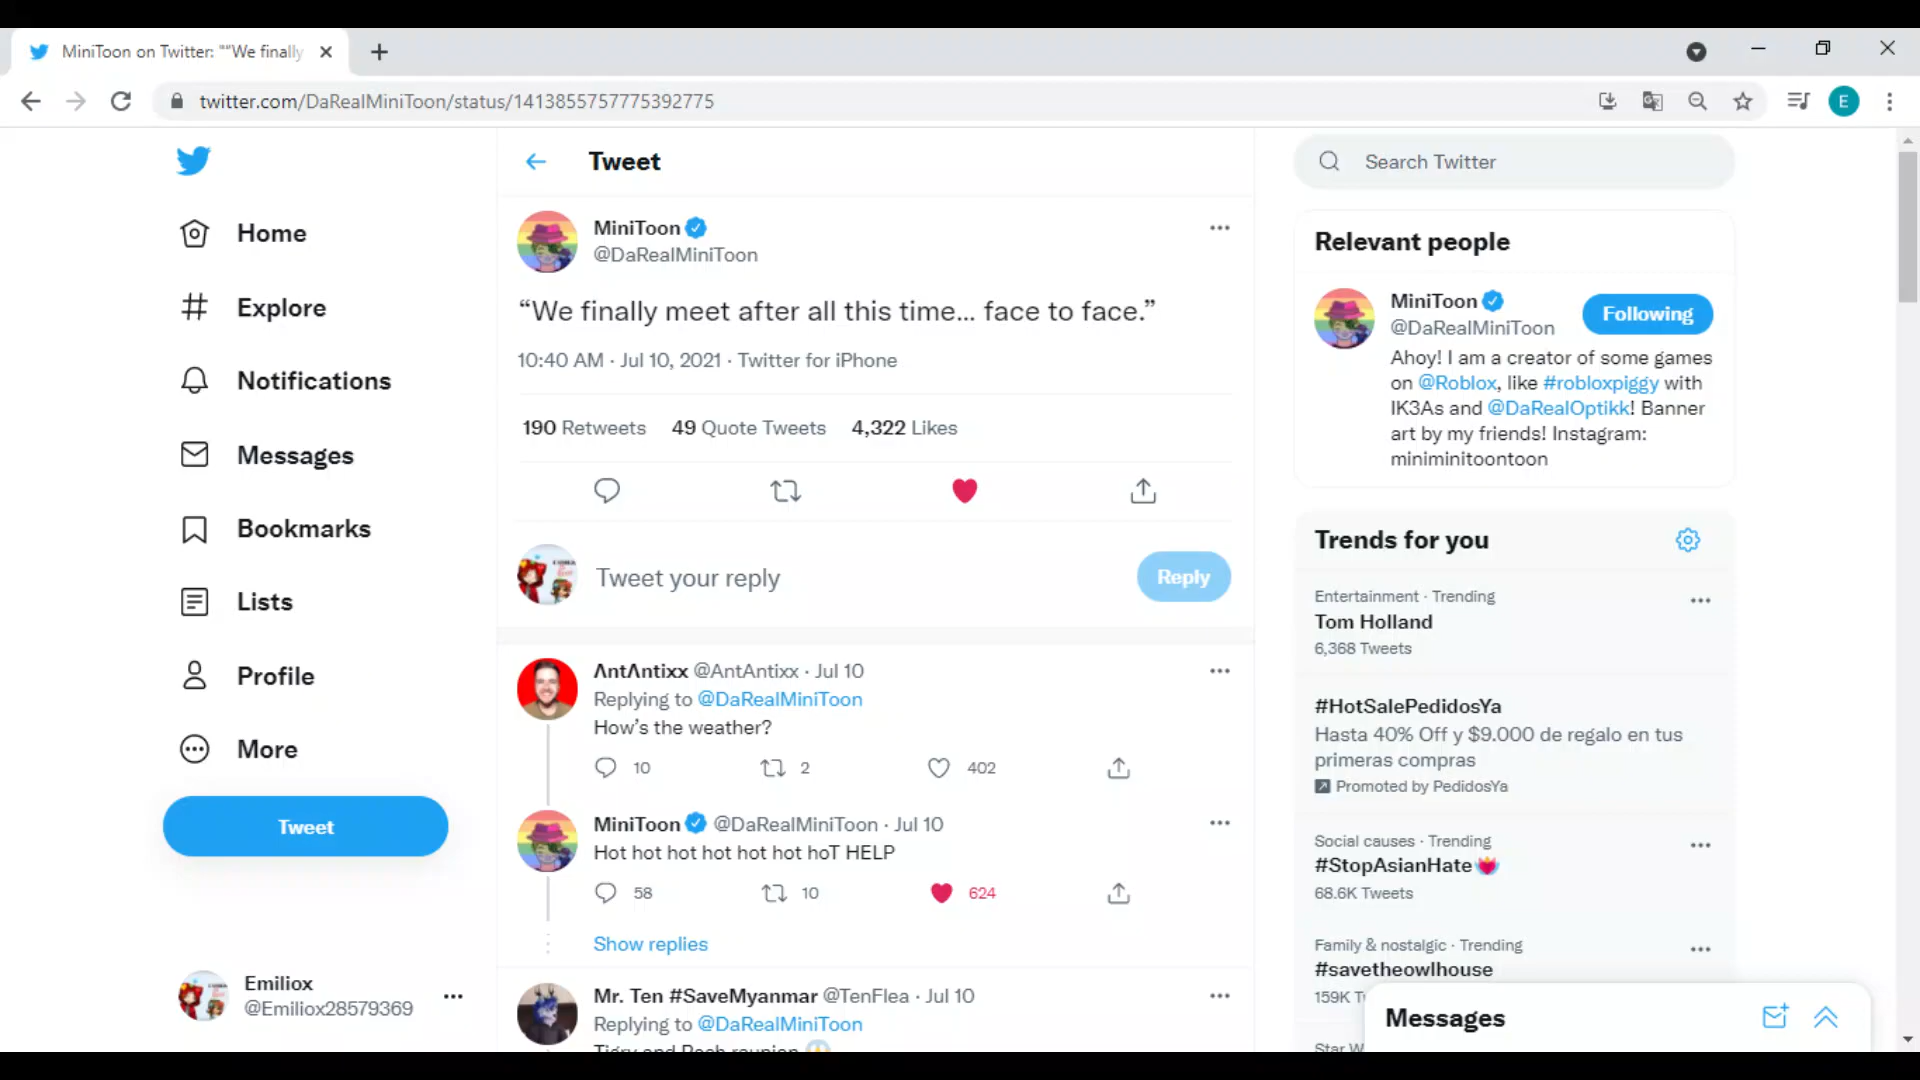 MiniToon on Twitter: "“We finally
twitter.com/DaRealMiniToon/status/1413855757775392775
E
Home
Explore
Notifications
Messages
Bookmarks
Lists
Profile
More
Tweet
Emiliox
@Emiliox28579369
Tweet
MiniToon
@DaRealMiniToon
“We finally meet after all this time... face to face.”
10:40 AM · Jul 10, 2021 · Twitter for iPhone
190 Retweets 49 Quote Tweets 4,322 Likes
Tweet your reply
Reply
ΛntΛntixx @AntAntixx · Jul 10
Replying to @DaRealMiniToon
How’s the weather?
10 2 402
MiniToon @DaRealMiniToon · Jul 10
Hot hot hot hot hot hot hoT HELP
58 10 624
Show replies
Mr. Ten #SaveMyanmar @TenFlea · Jul 10
Replying to @DaRealMiniToon
Search Twitter
Relevant people
MiniToon
@DaRealMiniToon
Following
Ahoy! I am a creator of some games
on @Roblox, like #robloxpiggy with
IK3As and @DaRealOptikk! Banner
art by my friends! Instagram:
miniminitoontoon
Trends for you
Entertainment · Trending
Tom Holland
6,368 Tweets
#HotSalePedidosYa
Hasta 40% Off y $9.000 de regalo en tus
primeras compras
Promoted by PedidosYa
Social causes · Trending
#StopAsianHate
68.6K Tweets
Family & nostalgic · Trending
#savetheowlhouse
159K T
Star W
Messages